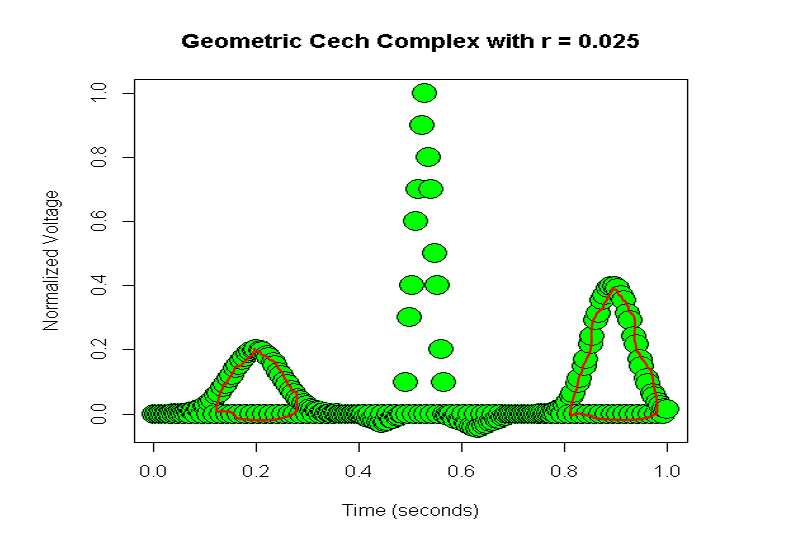 Geometric Cech Complex with r = 0.025
Normalized Voltage
1.0
0.8
0.6
0.4
0.2
0.0
0.0 0.2 0.4 0.6 0.8 1.0
Time (seconds)